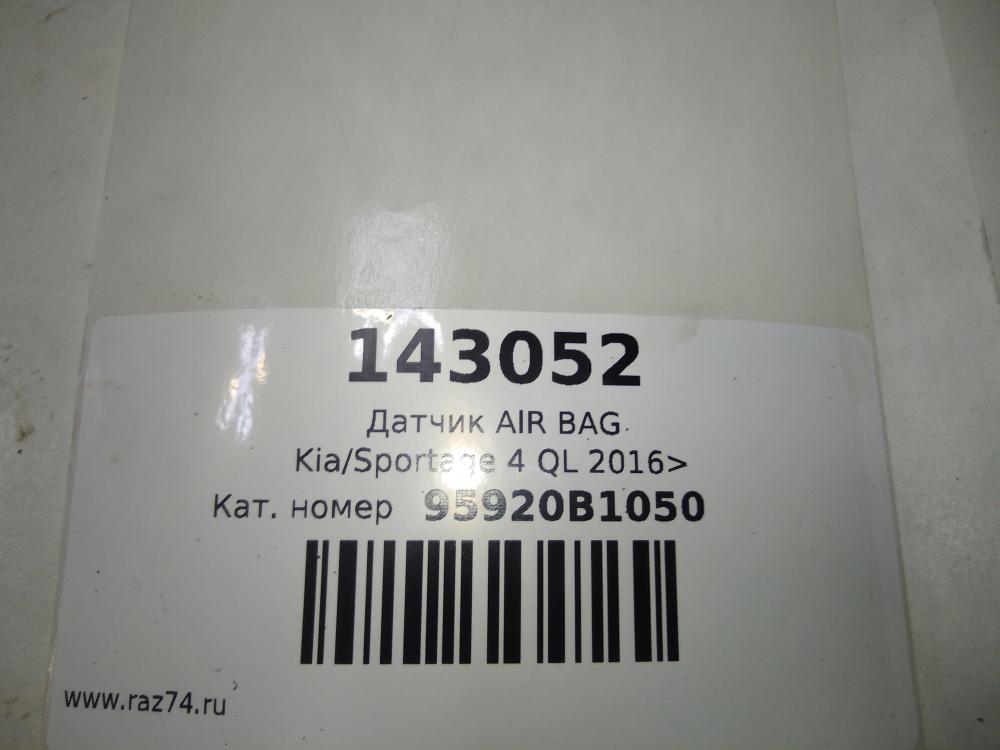 143052
Датчик AIR BAG
Kia/Sportage 4 QL 2016>
Кат. номер 95920B1050
www.raz74.ru